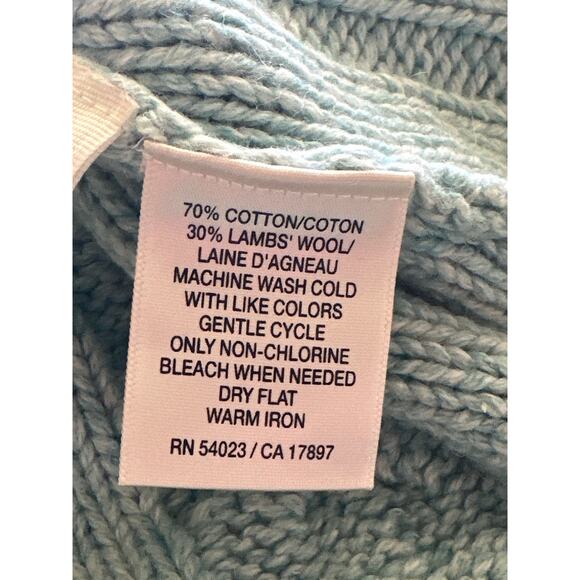 70% COTTON/COTON
30% LAMBS' WOOL/
LAINE D'AGNEAU
MACHINE WASH COLD
WITH LIKE COLORS
GENTLE CYCLE
ONLY NON-CHLORINE
BLEACH WHEN NEEDED
DRY FLAT
WARM IRON
RN 54023 / CA 17897